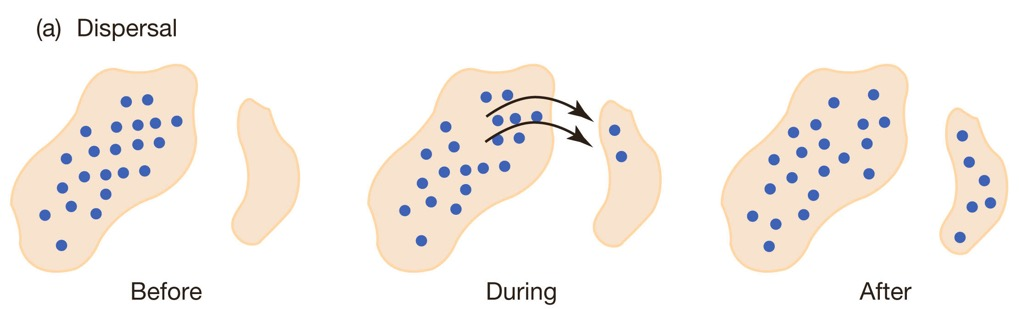 (a) Dispersal
Before
During
After